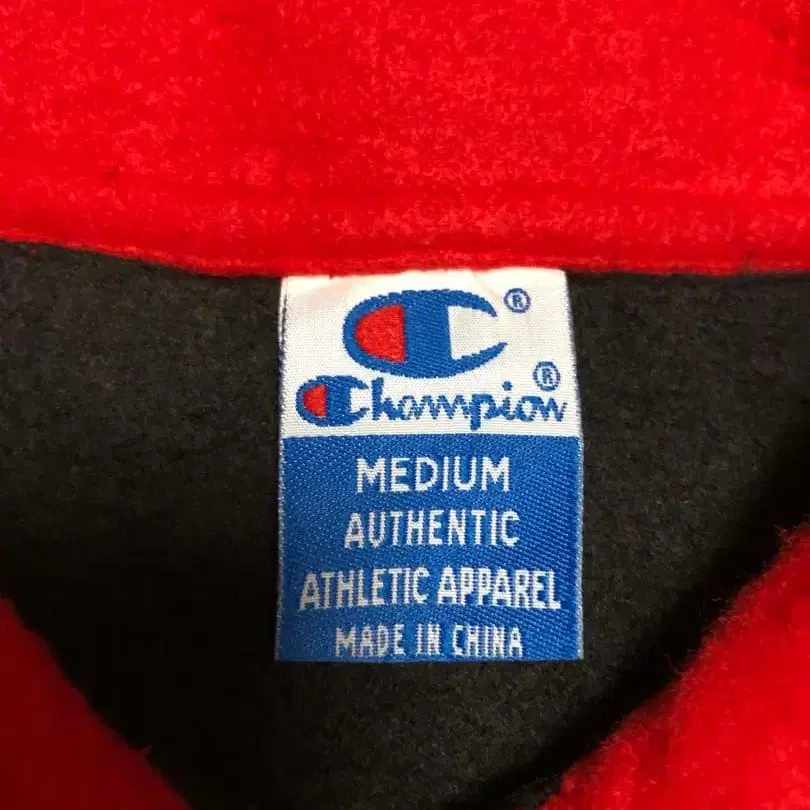 ®
Champion®
MEDIUM
AUTHENTIC
ATHLETIC APPAREL
MADE IN CHINA